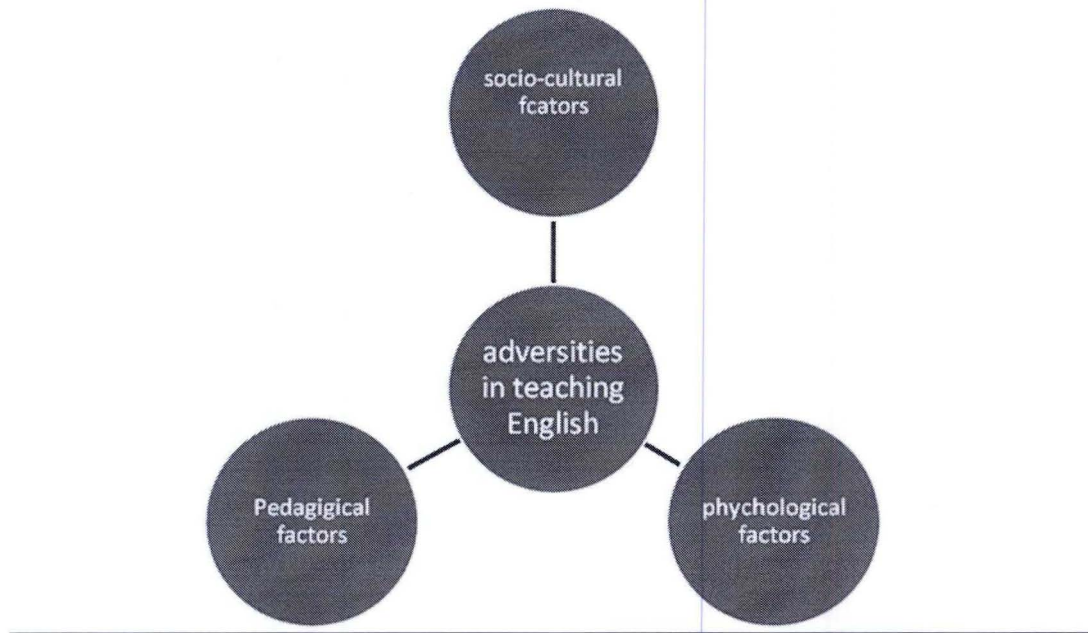 socio-cultural
fcators
adversities
in teaching
English
Pedagigical
factors
phychological
factors